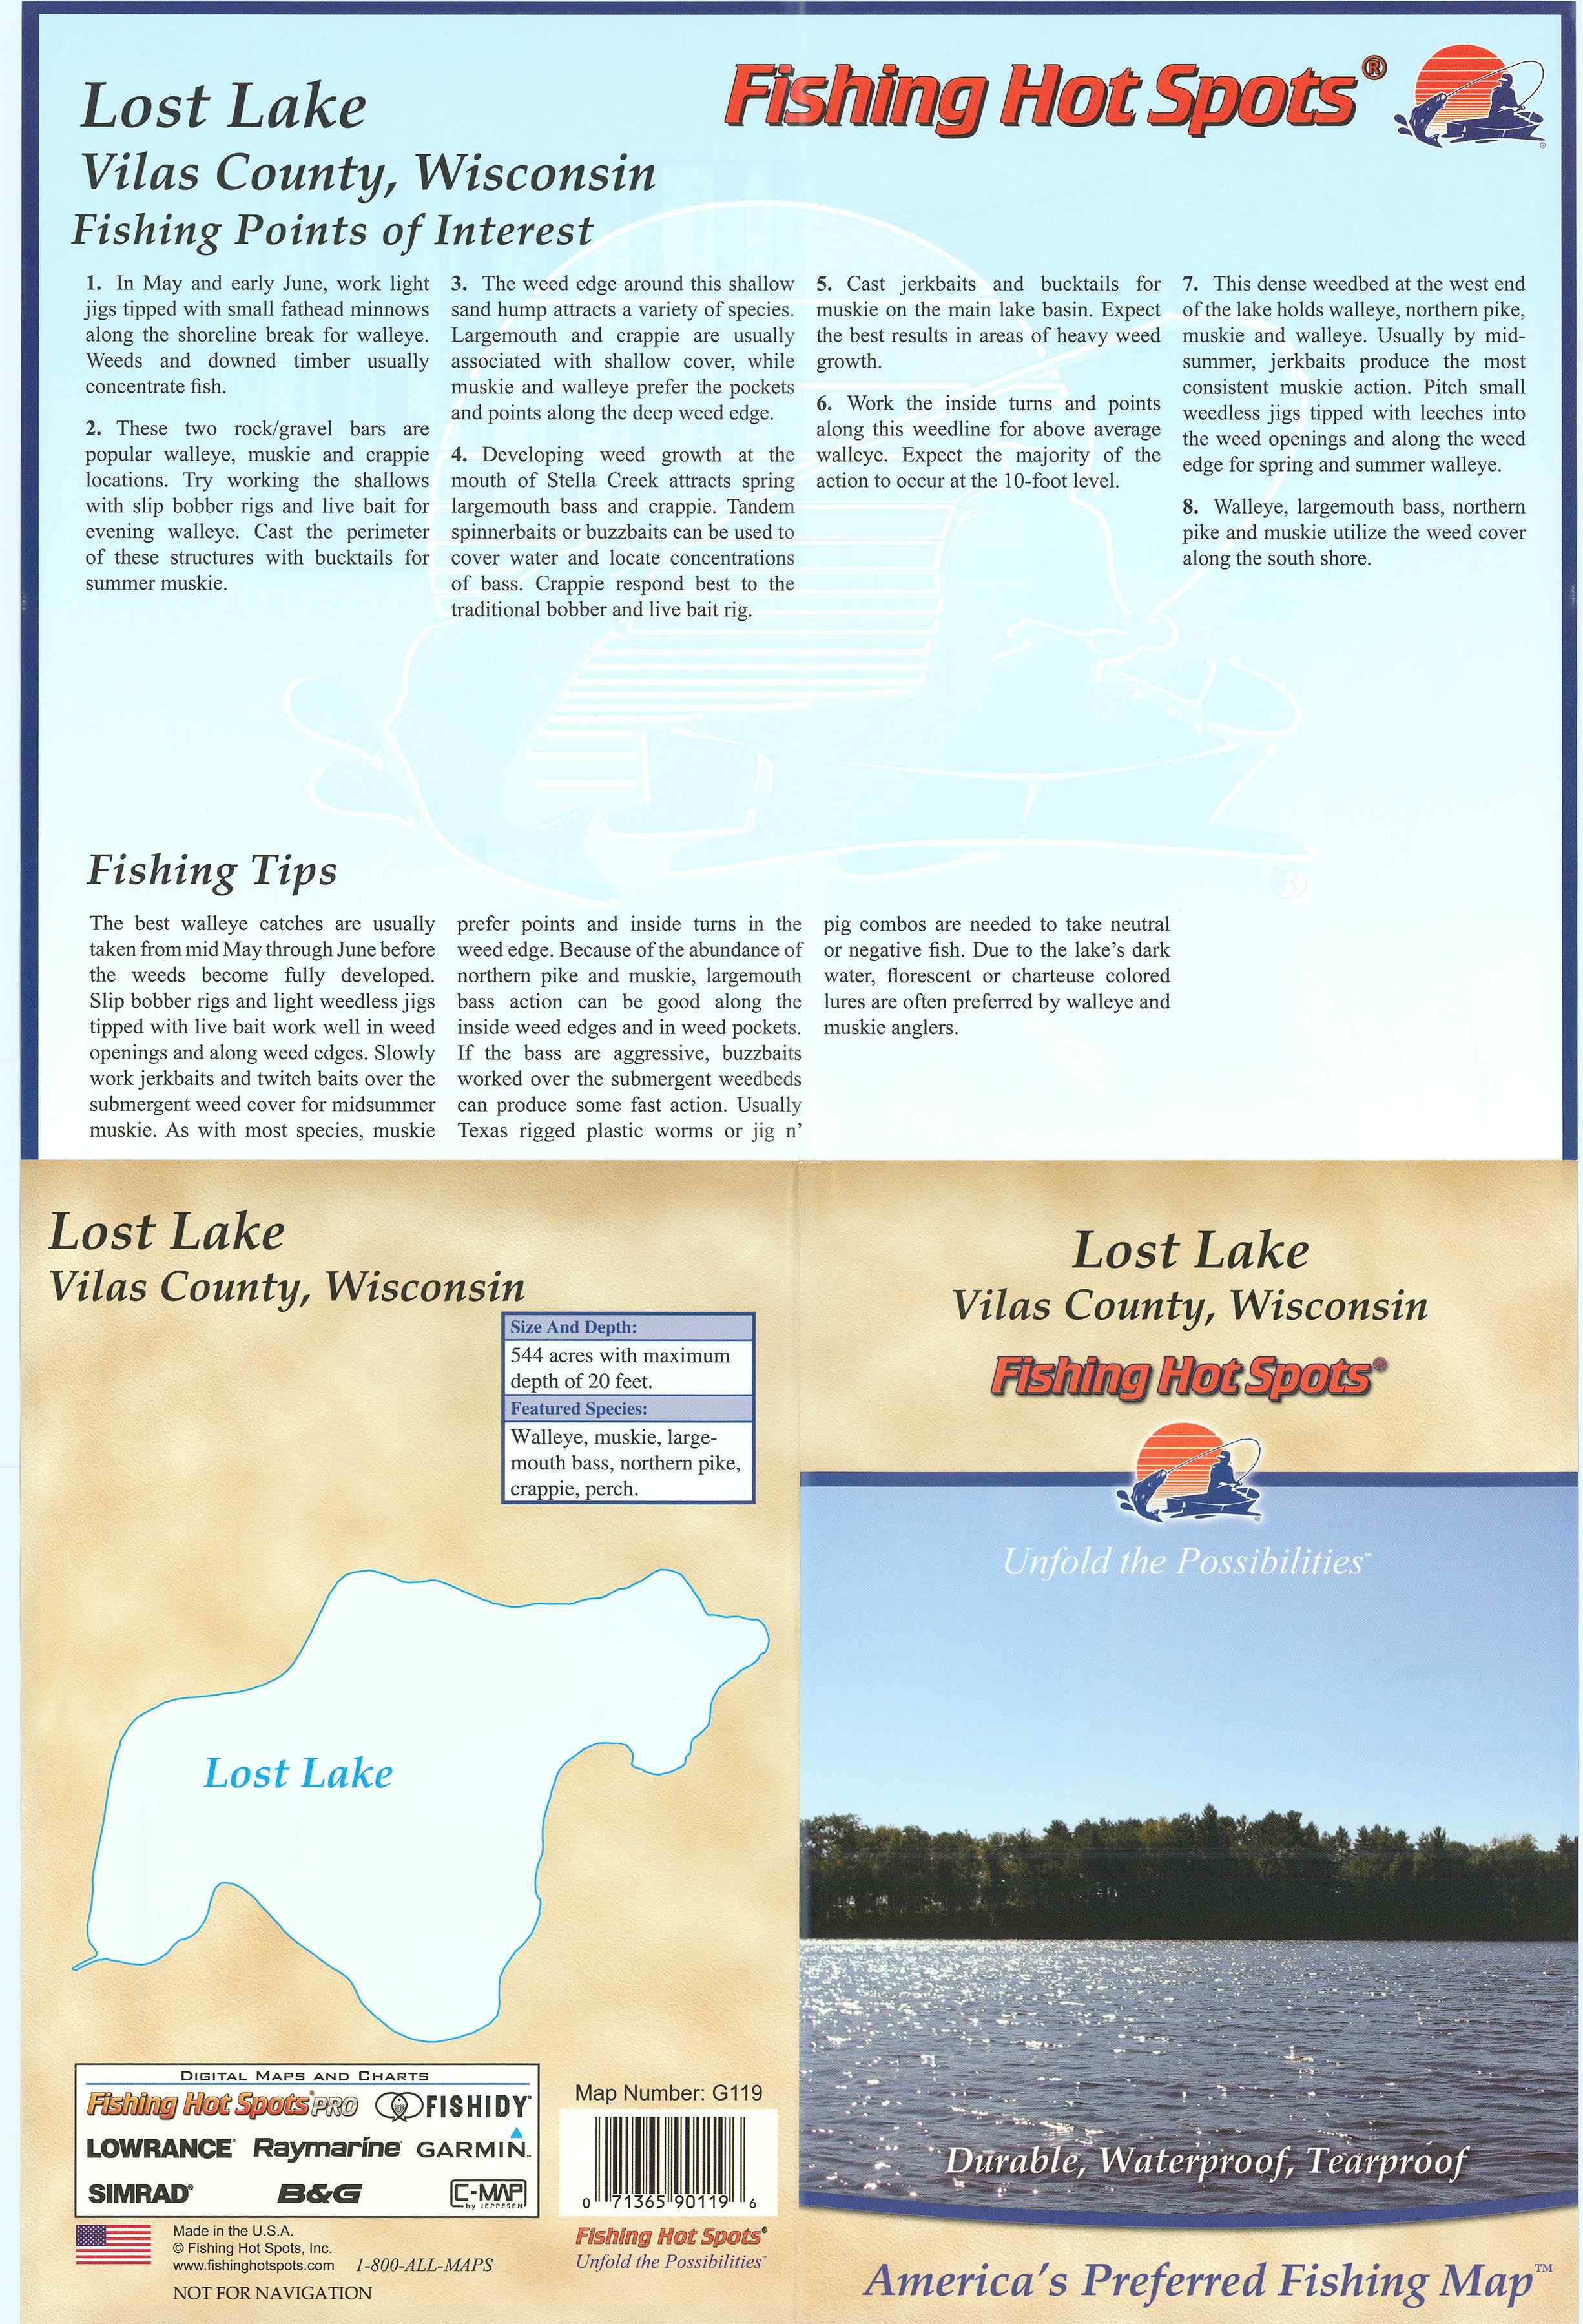 Lost Lake
Vilas County, Wisconsin
Fishing Points of Interest
Fishing Hot Spots®
1. In May and early June, work light
jigs tipped with small fathead minnows
along the shoreline break for walleye.
Weeds and downed timber usually
concentrate fish.
2. These two rock/gravel bars are
popular walleye, muskie and crappie
locations. Try working the shallows
with slip bobber rigs and live bait for
evening walleye. Cast the perimeter
of these structures with bucktails for
summer muskie.
3. The weed edge around this shallow
sand hump attracts a variety of species.
Largemouth and crappie are usually
associated with shallow cover, while
muskie and walleye prefer the pockets
and points along the deep weed edge.
4. Developing weed growth at the
mouth of Stella Creek attracts spring
largemouth bass and crappie. Tandem
spinnerbaits or buzzbaits can be used to
cover water and locate concentrations
of bass. Crappie respond best to the
traditional bobber and live bait rig.
5. Cast jerkbaits and bucktails for
muskie on the main lake basin. Expect
the best results in areas of heavy weed
growth.
6. Work the inside turns and points
along this weedline for above average
walleye. Expect the majority of the
action to occur at the 10-foot level.
7. This dense weedbed at the west end
of the lake holds walleye, northern pike,
muskie and walleye. Usually by mid-
summer, jerkbaits produce the most
consistent muskie action. Pitch small
weedless jigs tipped with leeches into
the weed openings and along the weed
edge for spring and summer walleye.
8. Walleye, largemouth bass, northern
pike and muskie utilize the weed cover
along the south shore.
®
Fishing Tips
The best walleye catches are usually
taken from mid May through June before
the weeds become fully developed.
Slip bobber rigs and light weedless jigs
tipped with live bait work well in weed
openings and along weed edges. Slowly
work jerkbaits and twitch baits over the
submergent weed cover for midsummer
muskie. As with most species, muskie
prefer points and inside turns in the
weed edge. Because of the abundance of
northern pike and muskie, largemouth
bass action can be good along the
inside weed edges and in weed pockets.
If the bass are aggressive, buzzbaits
worked over the submergent weedbeds
can produce some fast action. Usually
Texas rigged plastic worms or jig n'
pig combos are needed to take neutral
or negative fish. Due to the lake's dark
water, florescent or charteuse colored
lures are often preferred by walleye and
muskie anglers.
Lost Lake
Vilas County, Wisconsin
Size And Depth:
544 acres with maximum
depth of 20 feet.
Featured Species:
Walleye, muskie, large-
mouth bass, northern pike,
crappie, perch.
Lost Lake
DIGITAL MAPS AND CHARTS
Fishing Hot Spots® PRO FISHIDY™
LOWRANCE® Raymarine® GARMIN™
SIMRAD® B&G C-MAP
by JEPPESEN
Made in the U.S.A.
© Fishing Hot Spots, Inc.
www.fishinghotspots.com 1-800-ALL-MAPS
NOT FOR NAVIGATION
Map Number: G119
0 71365 90119 6
Fishing Hot Spots®
Unfold the Possibilities™
Lost Lake
Vilas County, Wisconsin
Fishing Hot Spots®
Unfold the Possibilities™
Durable, Waterproof, Tearproof
America's Preferred Fishing Map™